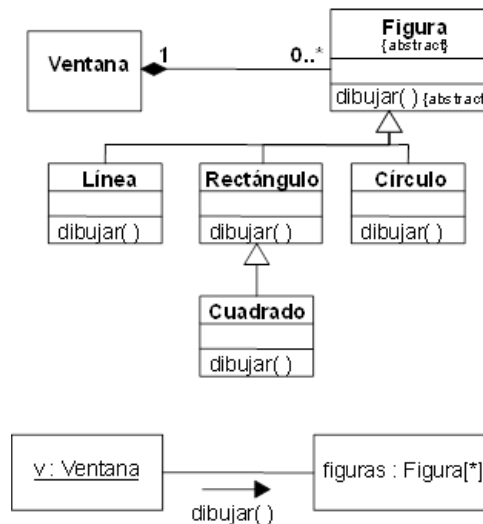 Ventana
1
0..*
Figura
{abstract}
dibujar( ) {abstract
Línea
dibujar( )
Rectángulo
dibujar( )
Círculo
dibujar( )
Cuadrado
dibujar( )
v : Ventana
dibujar( )
figuras : Figura[*]